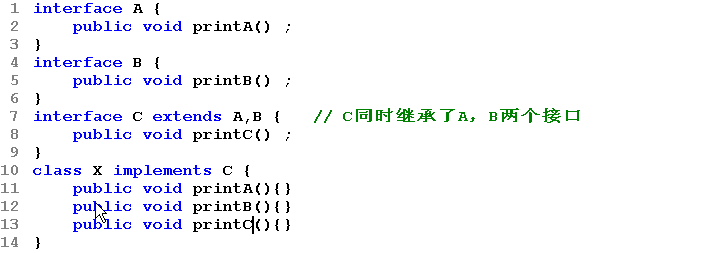 1 interface A {
2     public void printA() ;
3 }
4 interface B {
5     public void printB() ;
6 }
7 interface C extends A,B {    // C同时继承了A，B两个接口
8     public void printC() ;
9 }
10 class X implements C {
11     public void printA(){}
12     public void printB(){}
13     public void printC(){}
14 }